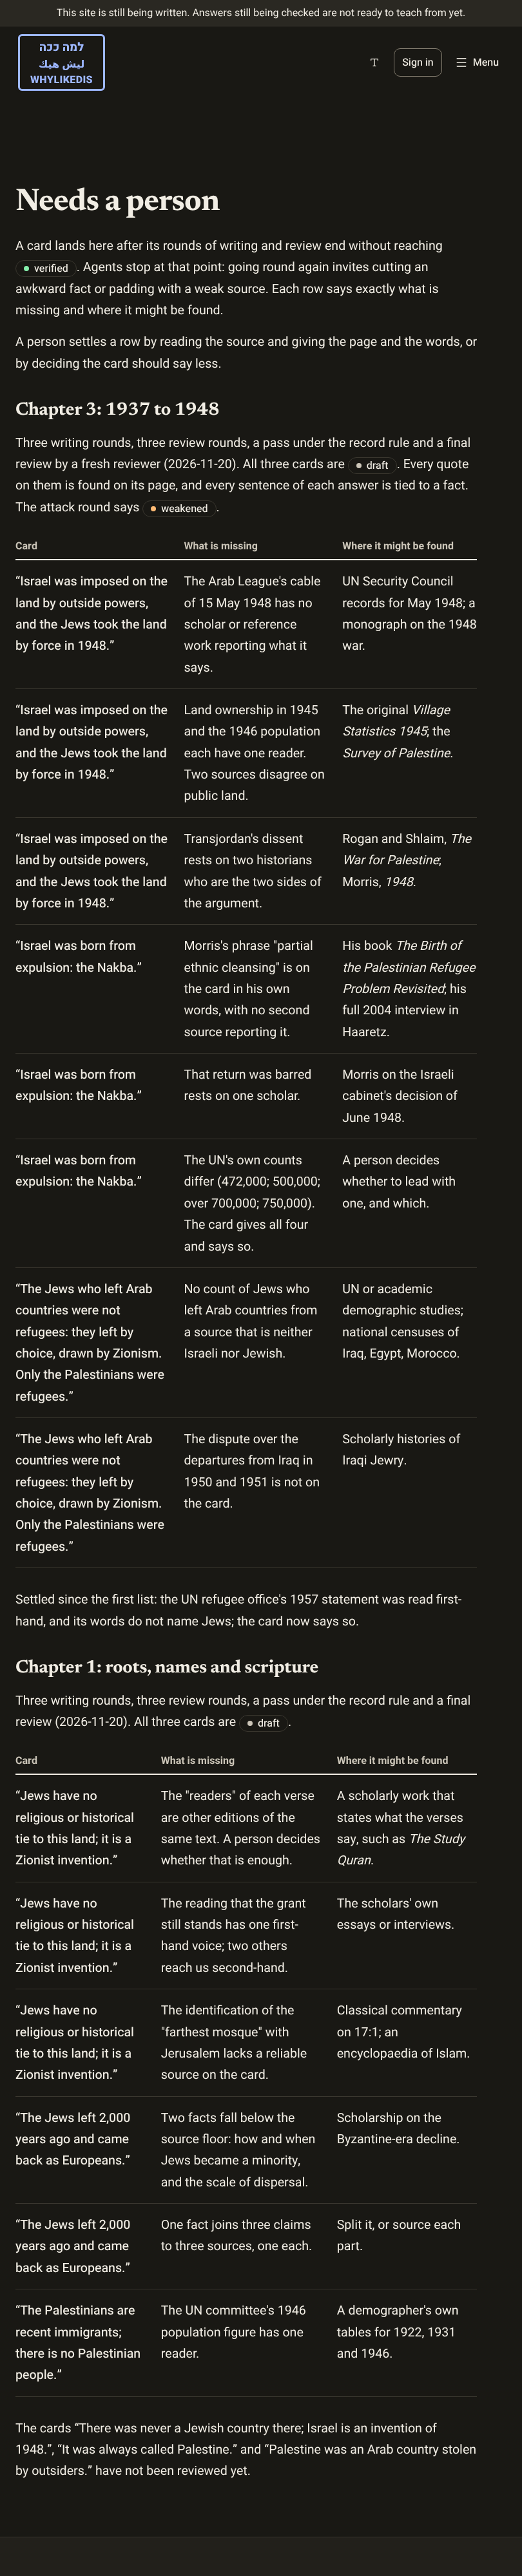 This site is still being written. Answers still being checked are not ready to teach from yet.
למה ככה
ليش هيك
WHYLIKEDIS
T
Sign in
Menu
Needs a person
A card lands here after its rounds of writing and review end without reaching
verified. Agents stop at that point: going round again invites cutting an
awkward fact or padding with a weak source. Each row says exactly what is
missing and where it might be found.
A person settles a row by reading the source and giving the page and the words, or
by deciding the card should say less.
Chapter 3: 1937 to 1948
Three writing rounds, three review rounds, a pass under the record rule and a final
review by a fresh reviewer (2026-11-20). All three cards are draft. Every quote
on them is found on its page, and every sentence of each answer is tied to a fact.
The attack round says weakened.
Card What is missing Where it might be found
“Israel was imposed on the
land by outside powers,
and the Jews took the land
by force in 1948.”
The Arab League's cable
of 15 May 1948 has no
scholar or reference
work reporting what it
says.
UN Security Council
records for May 1948; a
monograph on the 1948
war.
“Israel was imposed on the
land by outside powers,
and the Jews took the land
by force in 1948.”
Land ownership in 1945
and the 1946 population
each have one reader.
Two sources disagree on
public land.
The original Village
Statistics 1945; the
Survey of Palestine.
“Israel was imposed on the
land by outside powers,
and the Jews took the land
by force in 1948.”
Transjordan's dissent
rests on two historians
who are the two sides of
the argument.
Rogan and Shlaim, The
War for Palestine;
Morris, 1948.
“Israel was born from
expulsion: the Nakba.”
Morris's phrase "partial
ethnic cleansing" is on
the card in his own
words, with no second
source reporting it.
His book The Birth of
the Palestinian Refugee
Problem Revisited; his
full 2004 interview in
Haaretz.
“Israel was born from
expulsion: the Nakba.”
That return was barred
rests on one scholar.
Morris on the Israeli
cabinet's decision of
June 1948.
“Israel was born from
expulsion: the Nakba.”
The UN's own counts
differ (472,000; 500,000;
over 700,000; 750,000).
The card gives all four
and says so.
A person decides
whether to lead with
one, and which.
“The Jews who left Arab
countries were not
refugees: they left by
choice, drawn by Zionism.
Only the Palestinians were
refugees.”
No count of Jews who
left Arab countries from
a source that is neither
Israeli nor Jewish.
UN or academic
demographic studies;
national censuses of
Iraq, Egypt, Morocco.
“The Jews who left Arab
countries were not
refugees: they left by
choice, drawn by Zionism.
Only the Palestinians were
refugees.”
The dispute over the
departures from Iraq in
1950 and 1951 is not on
the card.
Scholarly histories of
Iraqi Jewry.
Settled since the first list: the UN refugee office's 1957 statement was read first-
hand, and its words do not name Jews; the card now says so.
Chapter 1: roots, names and scripture
Three writing rounds, three review rounds, a pass under the record rule and a final
review (2026-11-20). All three cards are draft.
Card What is missing Where it might be found
“Jews have no
religious or historical
tie to this land; it is a
Zionist invention.”
The "readers" of each verse
are other editions of the
same text. A person decides
whether that is enough.
A scholarly work that
states what the verses
say, such as The Study
Quran.
“Jews have no
religious or historical
tie to this land; it is a
Zionist invention.”
The reading that the grant
still stands has one first-
hand voice; two others
reach us second-hand.
The scholars' own
essays or interviews.
“Jews have no
religious or historical
tie to this land; it is a
Zionist invention.”
The identification of the
"farthest mosque" with
Jerusalem lacks a reliable
source on the card.
Classical commentary
on 17:1; an
encyclopaedia of Islam.
“The Jews left 2,000
years ago and came
back as Europeans.”
Two facts fall below the
source floor: how and when
Jews became a minority,
and the scale of dispersal.
Scholarship on the
Byzantine-era decline.
“The Jews left 2,000
years ago and came
back as Europeans.”
One fact joins three claims
to three sources, one each.
Split it, or source each
part.
“The Palestinians are
recent immigrants;
there is no Palestinian
people.”
The UN committee's 1946
population figure has one
reader.
A demographer's own
tables for 1922, 1931
and 1946.
The cards “There was never a Jewish country there; Israel is an invention of
1948.”, “It was always called Palestine.” and “Palestine was an Arab country stolen
by outsiders.” have not been reviewed yet.